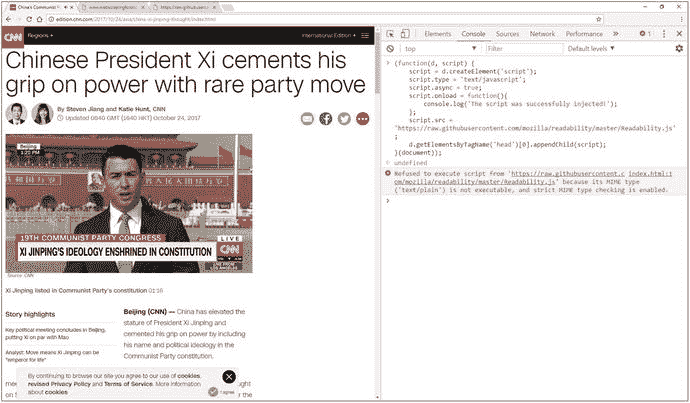 China's Communist P
https://raw.githubuserc
edition.cnn.com/2017/10/24/asia/china-xi-jinping-thought/index.html
CNN
Regions
International Edition
Chinese President Xi cements his
grip on power with rare party move
By Steven Jiang and Katie Hunt, CNN
Updated 0840 GMT (1640 HKT) October 24, 2017
Beijing
19TH COMMUNIST PARTY CONGRESS
LIVE
XI JINPING'S IDEOLOGY ENSHRINED IN CONSTITUTION
CNN
Source: CNN
Xi Jinping listed in Communist Party's constitution 01:16
Story highlights
Key political meeting concludes in Beijing,
putting Xi on par with Mao
Analyst: Move means Xi Jinping can be
"emperor for life"
Beijing (CNN) — China has elevated the
stature of President Xi Jinping and
cemented his grip on power by including
his name and political ideology in the
Communist Party constitution.
By continuing to browse our site you agree to our use of cookies,
revised Privacy Policy and Terms of Service. More information
about cookies
I agree
Elements Console Sources Network Performance
1
top
Filter
Default levels
(function(d, script) {
script = d.createElement('script');
script.type = 'text/javascript';
script.async = true;
script.onload = function(){
console.log('The script was successfully injected!');
};
script.src =
'https://raw.githubusercontent.com/mozilla/readability/master/Readability.js'
;
d.getElementsByTagName('head')[0].appendChild(script);
}(document));
undefined
Refused to execute script from 'https://raw.githubusercontent.c index.html:1
om/mozilla/readability/master/Readability.js' because its MIME type
('text/plain') is not executable, and strict MIME type checking is enabled.